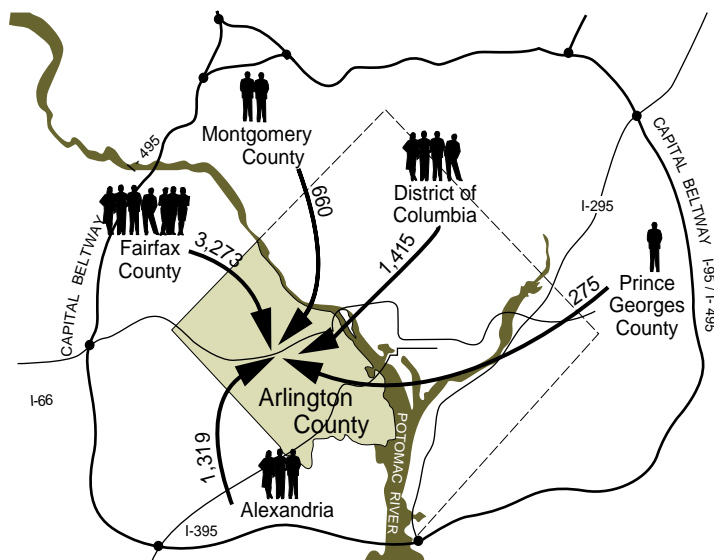 I- 495
Montgomery
County
660
District of
Columbia
1,415
I-295
CAPITAL BELTWAY I-95 / I- 495
Fairfax
County
3,273
CAPITAL BELTWAY
275
Prince
Georges
County
I-66
Arlington
County
1,319
POTOMAC RIVER
Alexandria
I-395